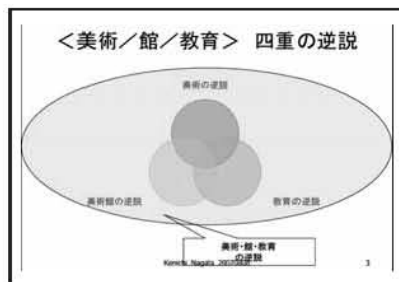 ＜美術／館／教育＞ 四重の逆説
美術の逆説
美術館の逆説
教育の逆説
美術・館・教育
の逆説
Kenichi Nagata
3